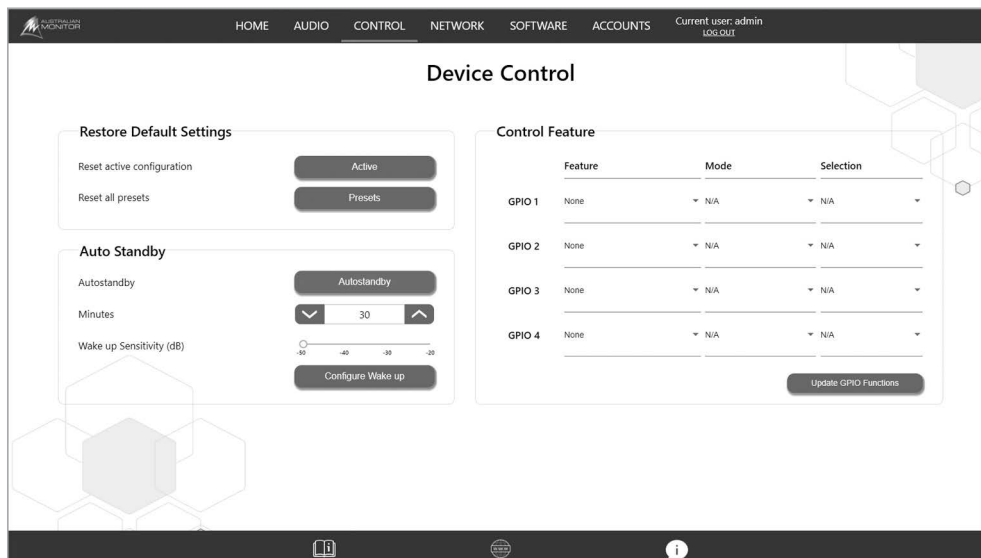 AUSTRALIAN
MONITOR
HOME AUDIO CONTROL NETWORK SOFTWARE ACCOUNTS
Current user: admin
LOG OUT
Device Control
Restore Default Settings
Reset active configuration Active
Reset all presets Presets
Auto Standby
Autostandby Autostandby
Minutes 30
Wake up Sensitivity (dB)
-50 -40 -30 -20
Configure Wake up
Control Feature
Feature Mode Selection
GPIO 1 None N/A N/A
GPIO 2 None N/A N/A
GPIO 3 None N/A N/A
GPIO 4 None N/A N/A
Update GPIO Functions